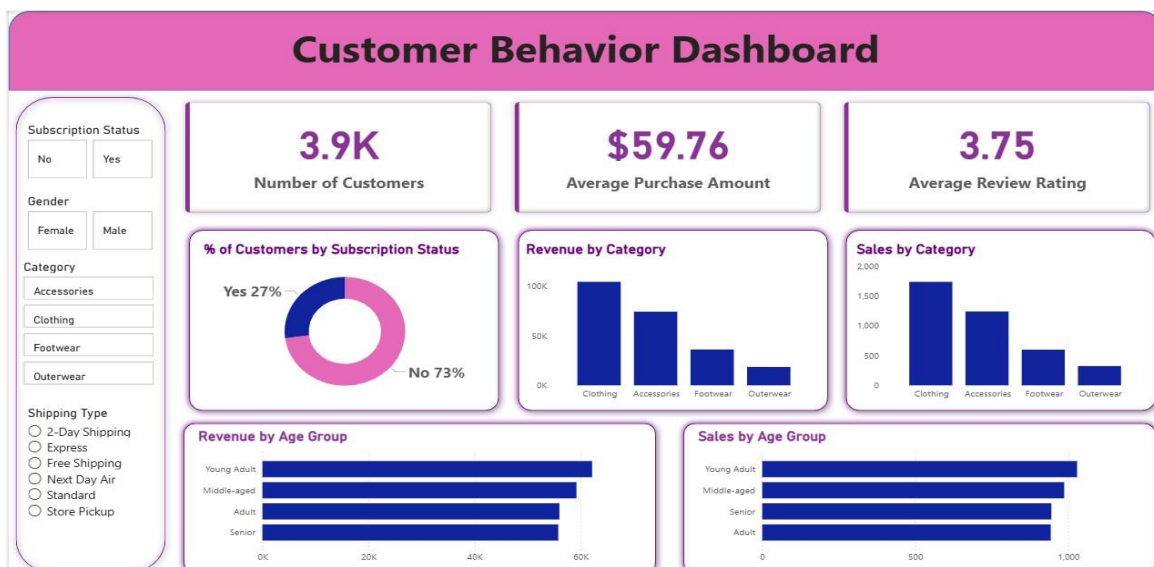 Customer Behavior Dashboard
Subscription Status
No Yes
Gender
Female Male
Category
Accessories
Clothing
Footwear
Outerwear
Shipping Type
2-Day Shipping
Express
Free Shipping
Next Day Air
Standard
Store Pickup
3.9K
Number of Customers
$59.76
Average Purchase Amount
3.75
Average Review Rating
% of Customers by Subscription Status
Yes 27%
No 73%
Revenue by Category
100K
50K
0K
Clothing Accessories Footwear Outerwear
Sales by Category
2,000
1,500
1,000
500
0
Clothing Accessories Footwear Outerwear
Revenue by Age Group
Young Adult
Middle-aged
Adult
Senior
0K 20K 40K 60K
Sales by Age Group
Young Adult
Middle-aged
Senior
Adult
0 500 1,000